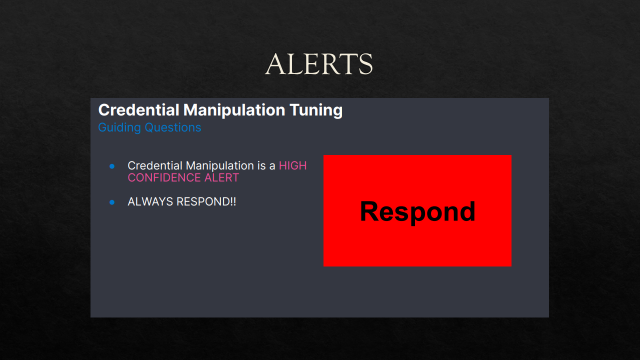 ALERTS
Credential Manipulation Tuning
Guiding Questions
Credential Manipulation is a HIGH
CONFIDENCE ALERT
ALWAYS RESPOND!!
Respond